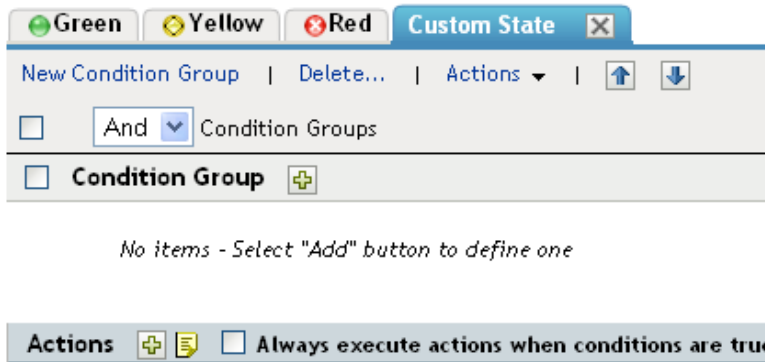 Green Yellow Red Custom State
New Condition Group | Delete... | Actions |
And Condition Groups
Condition Group
No items - Select "Add" button to define one
Actions Always execute actions when conditions are true